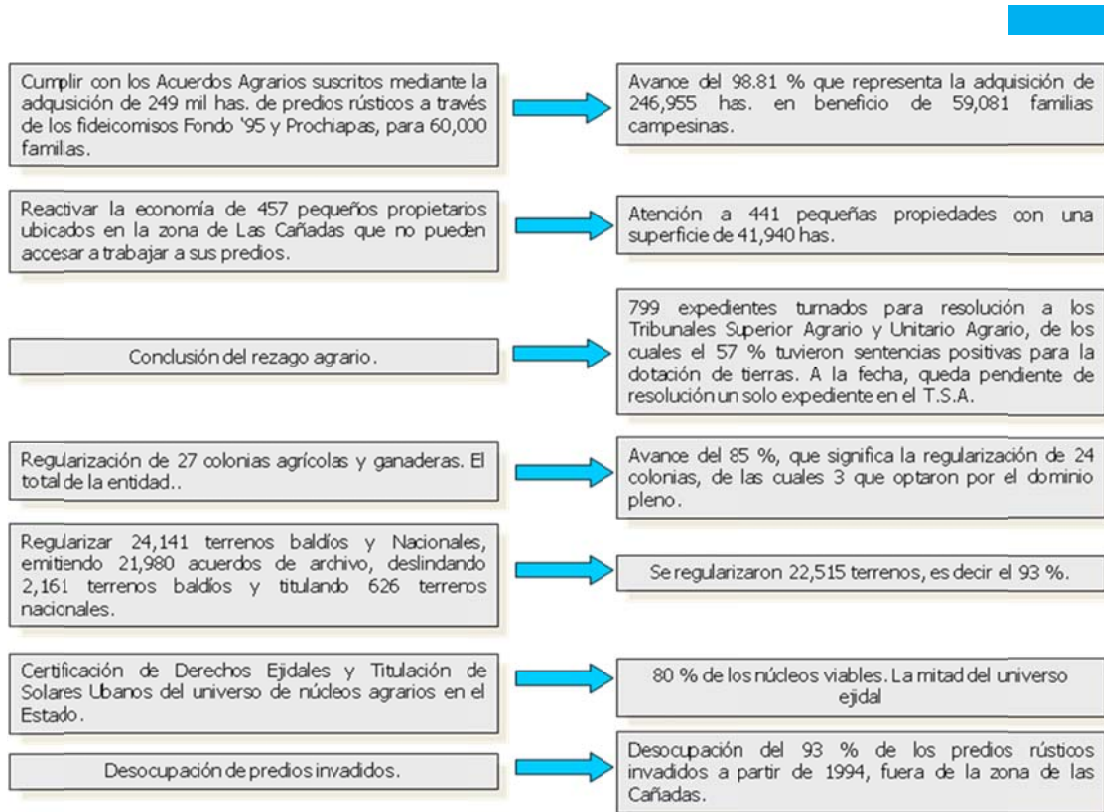 Cumplir con los Acuerdos Agrarios suscritos mediante la
adqusición de 249 mil has. de predios rústicos a través
de los fideicomisos Fondo '95 y Prochiapas, para 60,000
familas.
Avance del 98.81 % que representa la adquisición de
246,955 has. en beneficio de 59,081 familias
campesinas.
Reactivar la economía de 457 pequeños propietarios
ubicados en la zona de Las Cañadas que no pueden
accesar a trabajar a sus predios.
Atención a 441 pequeñas propiedades con una
superficie de 41,940 has.
Conclusión del rezago agrario.
799 expedientes turnados para resolución a los
Tribunales Superior Agrario y Unitario Agrario, de los
cuales el 57 % tuvieron sentencias positivas para la
dotación de tierras. A la fecha, queda pendiente de
resolución un solo expediente en el T.S.A.
Regularización de 27 colonias agrícolas y ganaderas. El
total de la entidad..
Avance del 85 %, que significa la regularización de 24
colonias, de las cuales 3 que optaron por el dominio
pleno.
Regularizar 24,141 terrenos baldíos y Nacionales,
emitiendo 21,980 acuerdos de archivo, deslindando
2,161 terrenos baldíos y titulando 626 terrenos
nacionales.
Se regularizaron 22,515 terrenos, es decir el 93 %.
Certificación de Derechos Ejidales y Titulación de
Solares Ubanos del universo de núcleos agrarios en el
Estado.
80 % de los núcleos viables. La mitad del universo
ejidal
Desocupación de predios invadidos.
Desocupación del 93 % de los predios rústicos
invadidos a partir de 1994, fuera de la zona de las
Cañadas.